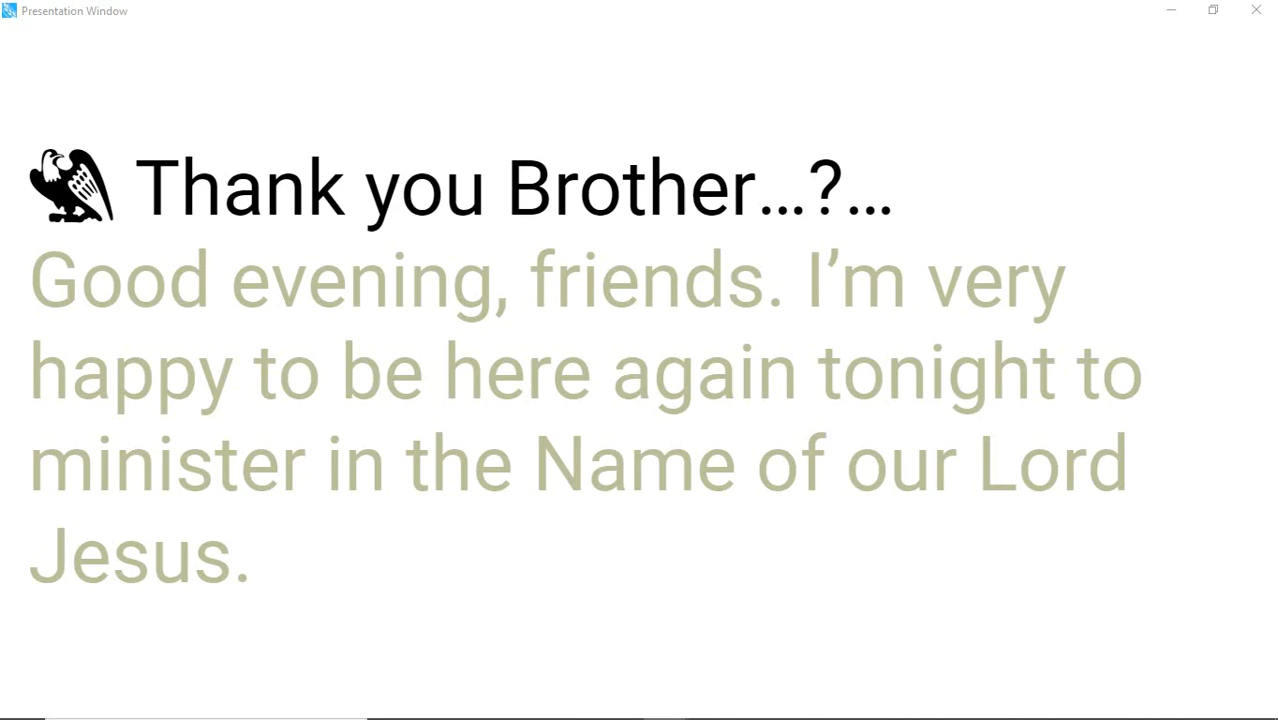 Presentation Window
Thank you Brother…?…
Good evening, friends. I’m very
happy to be here again tonight to
minister in the Name of our Lord
Jesus.